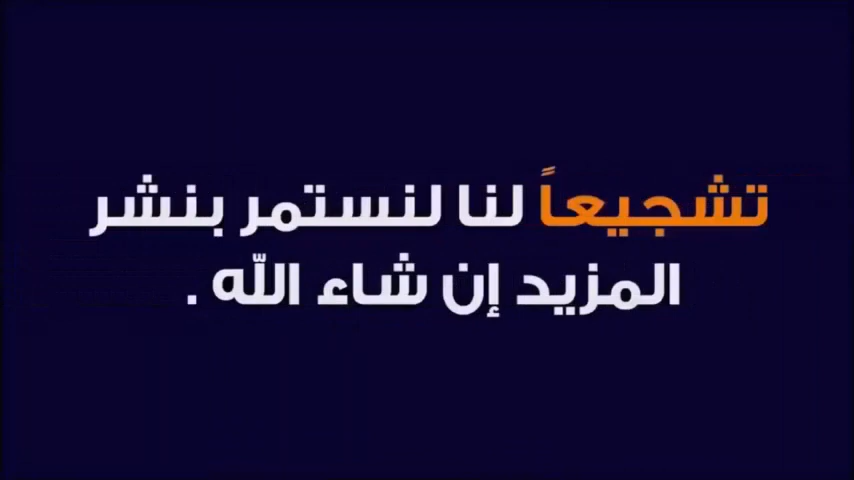 تشجيعاً لنا لنستمر بنشر
المزيد إن شاء الله .